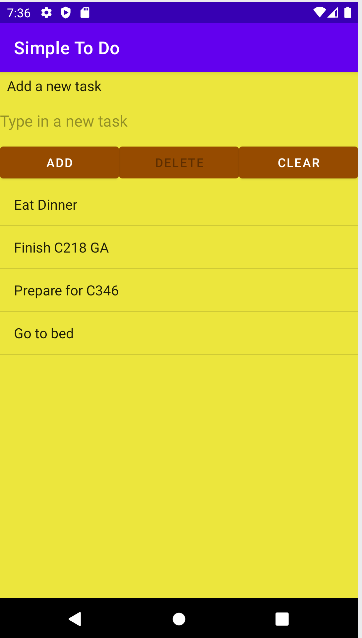 7:36
Simple To Do
Add a new task
Type in a new task
ADD DELETE CLEAR
Eat Dinner
Finish C218 GA
Prepare for C346
Go to bed